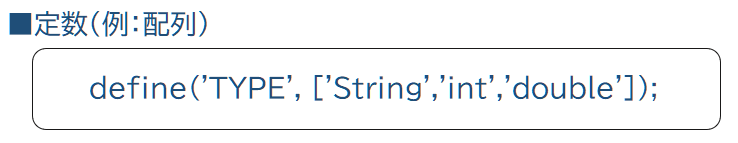 ■定数（例：配列）
define('TYPE', ['String','int','double']);